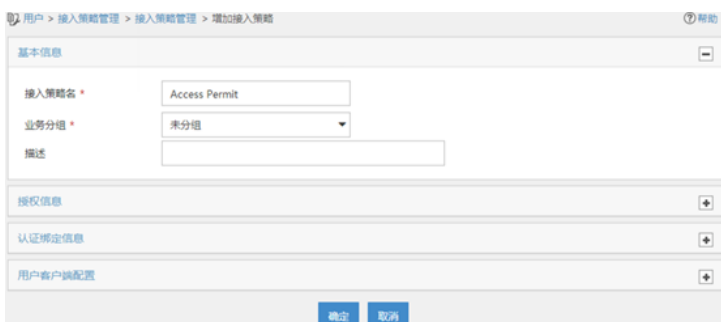 用户 > 接入策略管理 > 接入策略管理 > 增加接入策略 ?帮助
基本信息
接入策略名 * Access Permit
业务分组 * 未分组
描述
授权信息
认证绑定信息
用户客户端配置
确定 取消